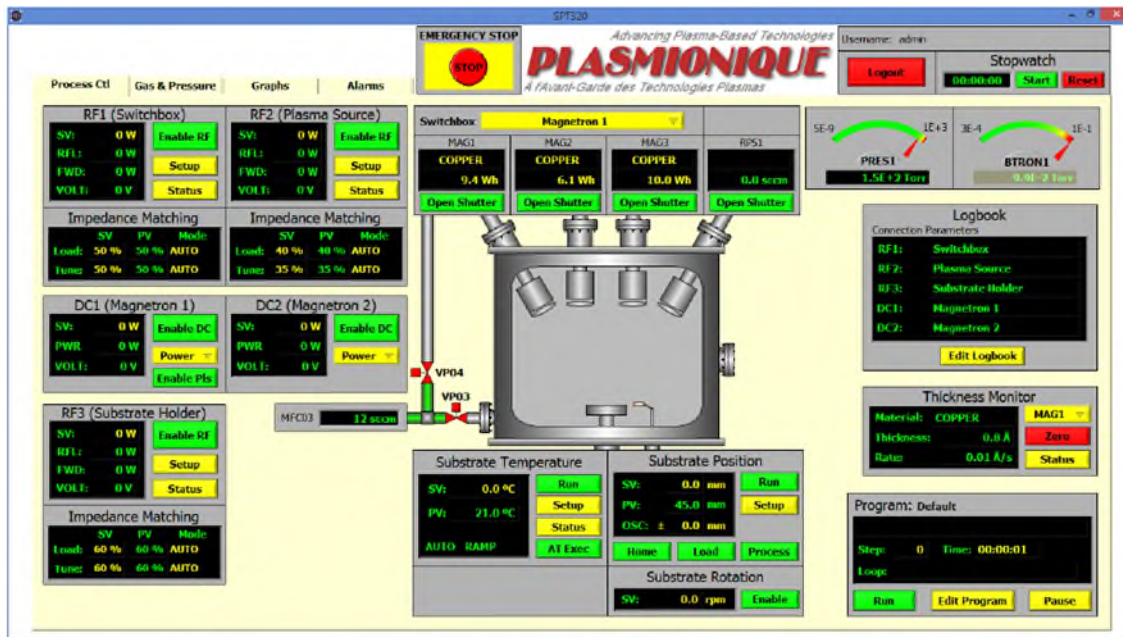 SPT320
EMERGENCY STOP
STOP
Advancing Plasma-Based Technologies
PLASMIONIQUE
À l'Avant-Garde des Technologies Plasmas
Username: admin
Logout
Stopwatch
00:00:00 Start Reset
Process Ctl Gas & Pressure Graphs Alarms
RF1 (Switchbox)
SV: 0 W Enable RF
RFL: 0 W
FWD: 0 W Setup
VOLT: 0 V Status
Impedance Matching
SV PV Mode
Load: 50 % 50 % AUTO
Tune: 50 % 50 % AUTO
RF2 (Plasma Source)
SV: 0 W Enable RF
RFL: 0 W
FWD: 0 W Setup
VOLT: 0 V Status
Impedance Matching
SV PV Mode
Load: 40 % 40 % AUTO
Tune: 35 % 35 % AUTO
DC1 (Magnetron 1)
SV: 0 W Enable DC
PWR 0 W Power
VOLT: 0 V Enable Pls
DC2 (Magnetron 2)
SV: 0 W Enable DC
PWR 0 W Power
VOLT: 0 V
RF3 (Substrate Holder)
SV: 0 W Enable RF
RFL: 0 W
FWD: 0 W Setup
VOLT: 0 V Status
Impedance Matching
SV PV Mode
Load: 60 % 60 % AUTO
Tune: 60 % 60 % AUTO
Switchbox: Magnetron 1
MAG1 MAG2 MAG3 RPS1
COPPER COPPER COPPER
9.4 Wh 6.1 Wh 10.0 Wh 0.0 sccm
Open Shutter Open Shutter Open Shutter Open Shutter
VP04
VP03
MFC03 12 sccm
Substrate Temperature
SV: 0.0 ºC Run
Setup
PV: 21.0 ºC
Status
AUTO RAMP AT Exec
Substrate Position
SV: 0.0 mm Run
PV: 45.0 mm Setup
OSC: ± 0.0 mm
Home Load Process
Substrate Rotation
SV: 0.0 rpm Enable
5E-9 1E+3
PRES1
1.5E+2 Torr
3E-4 1E-1
BTRON1
9.9E-2 Torr
Logbook
Connection Parameters
RF1: Switchbox
RF2: Plasma Source
RF3: Substrate Holder
DC1: Magnetron 1
DC2: Magnetron 2
Edit Logbook
Thickness Monitor
Material: COPPER MAG1
Thickness: 0.8 Å Zero
Rate: 0.01 Å/s Status
Program: Default
Step: 0 Time: 00:00:01
Loop:
Run Edit Program Pause